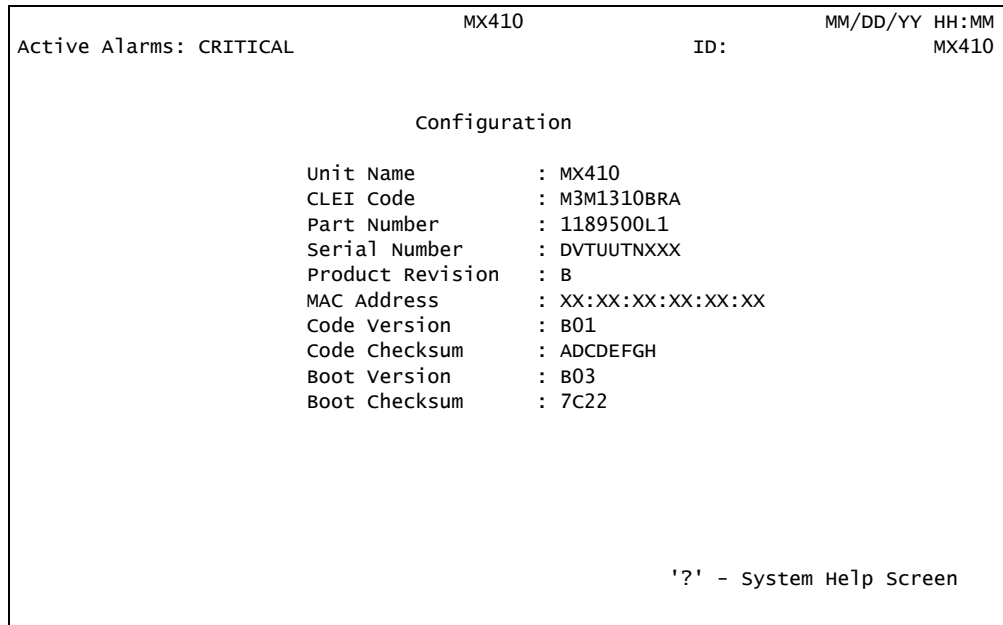 MX410 MM/DD/YY HH:MM
Active Alarms: CRITICAL ID: MX410
Configuration
Unit Name : MX410
CLEI Code : M3M1310BRA
Part Number : 1189500L1
Serial Number : DVTUUTNXXX
Product Revision : B
MAC Address : XX:XX:XX:XX:XX:XX
Code Version : B01
Code Checksum : ADCDEFGH
Boot Version : B03
Boot Checksum : 7C22
'?' - System Help Screen